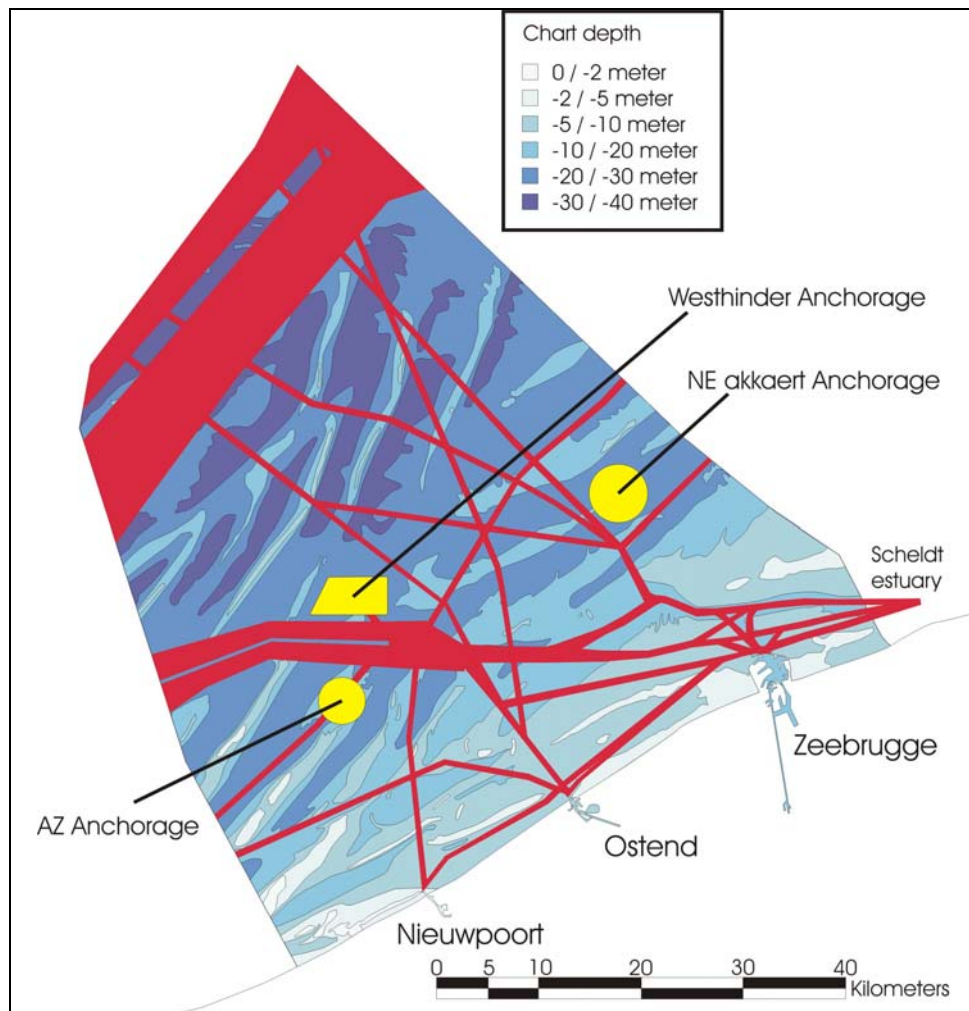 Chart depth
0 / -2 meter
-2 / -5 meter
-5 / -10 meter
-10 / -20 meter
-20 / -30 meter
-30 / -40 meter
Westhinder Anchorage
NE akkaert Anchorage
Scheldt
estuary
Zeebrugge
AZ Anchorage
Ostend
Nieuwpoort
0 5 10 20 30 40
Kilometers